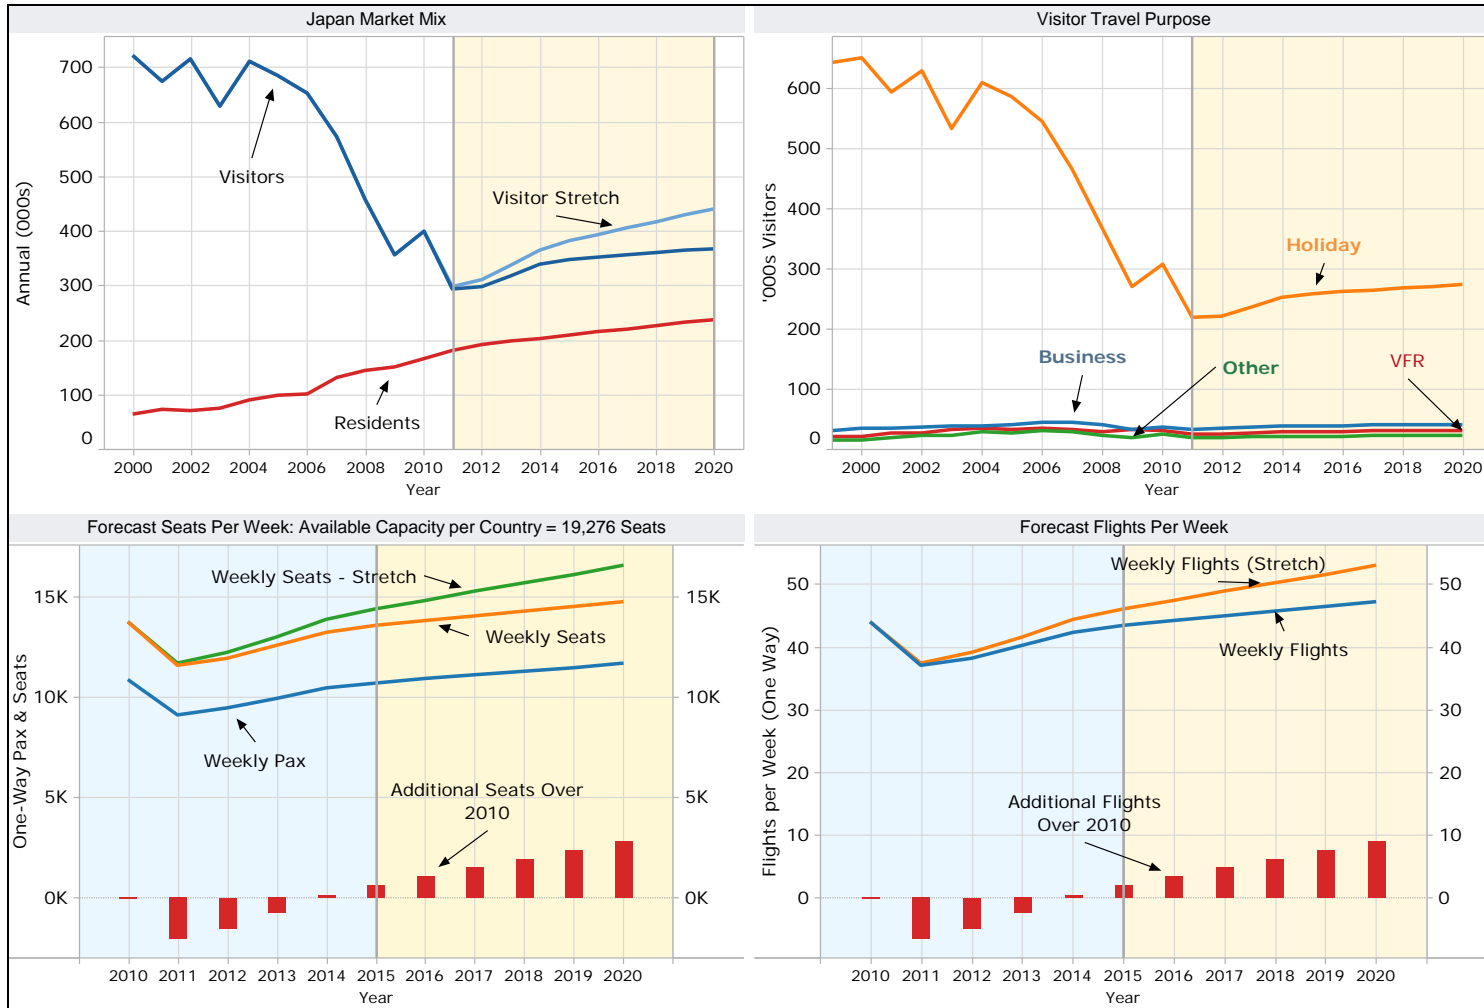 Japan Market Mix
Annual (000s)
700
600
500
400
300
200
100
0
Visitors
Visitor Stretch
Residents
2000 2002 2004 2006 2008 2010 2012 2014 2016 2018 2020
Year
Visitor Travel Purpose
'000s Visitors
600
500
400
300
200
100
0
Holiday
Business
Other
VFR
2000 2002 2004 2006 2008 2010 2012 2014 2016 2018 2020
Year
Forecast Seats Per Week: Available Capacity per Country = 19,276 Seats
One-Way Pax & Seats
15K
10K
5K
0K
Weekly Seats - Stretch
Weekly Seats
Weekly Pax
Additional Seats Over
2010
15K
10K
5K
0K
2010 2011 2012 2013 2014 2015 2016 2017 2018 2019 2020
Year
Forecast Flights Per Week
Flights per Week (One Way)
50
40
30
20
10
0
Weekly Flights (Stretch)
Weekly Flights
Additional Flights
Over 2010
50
40
30
20
10
0
2010 2011 2012 2013 2014 2015 2016 2017 2018 2019 2020
Year